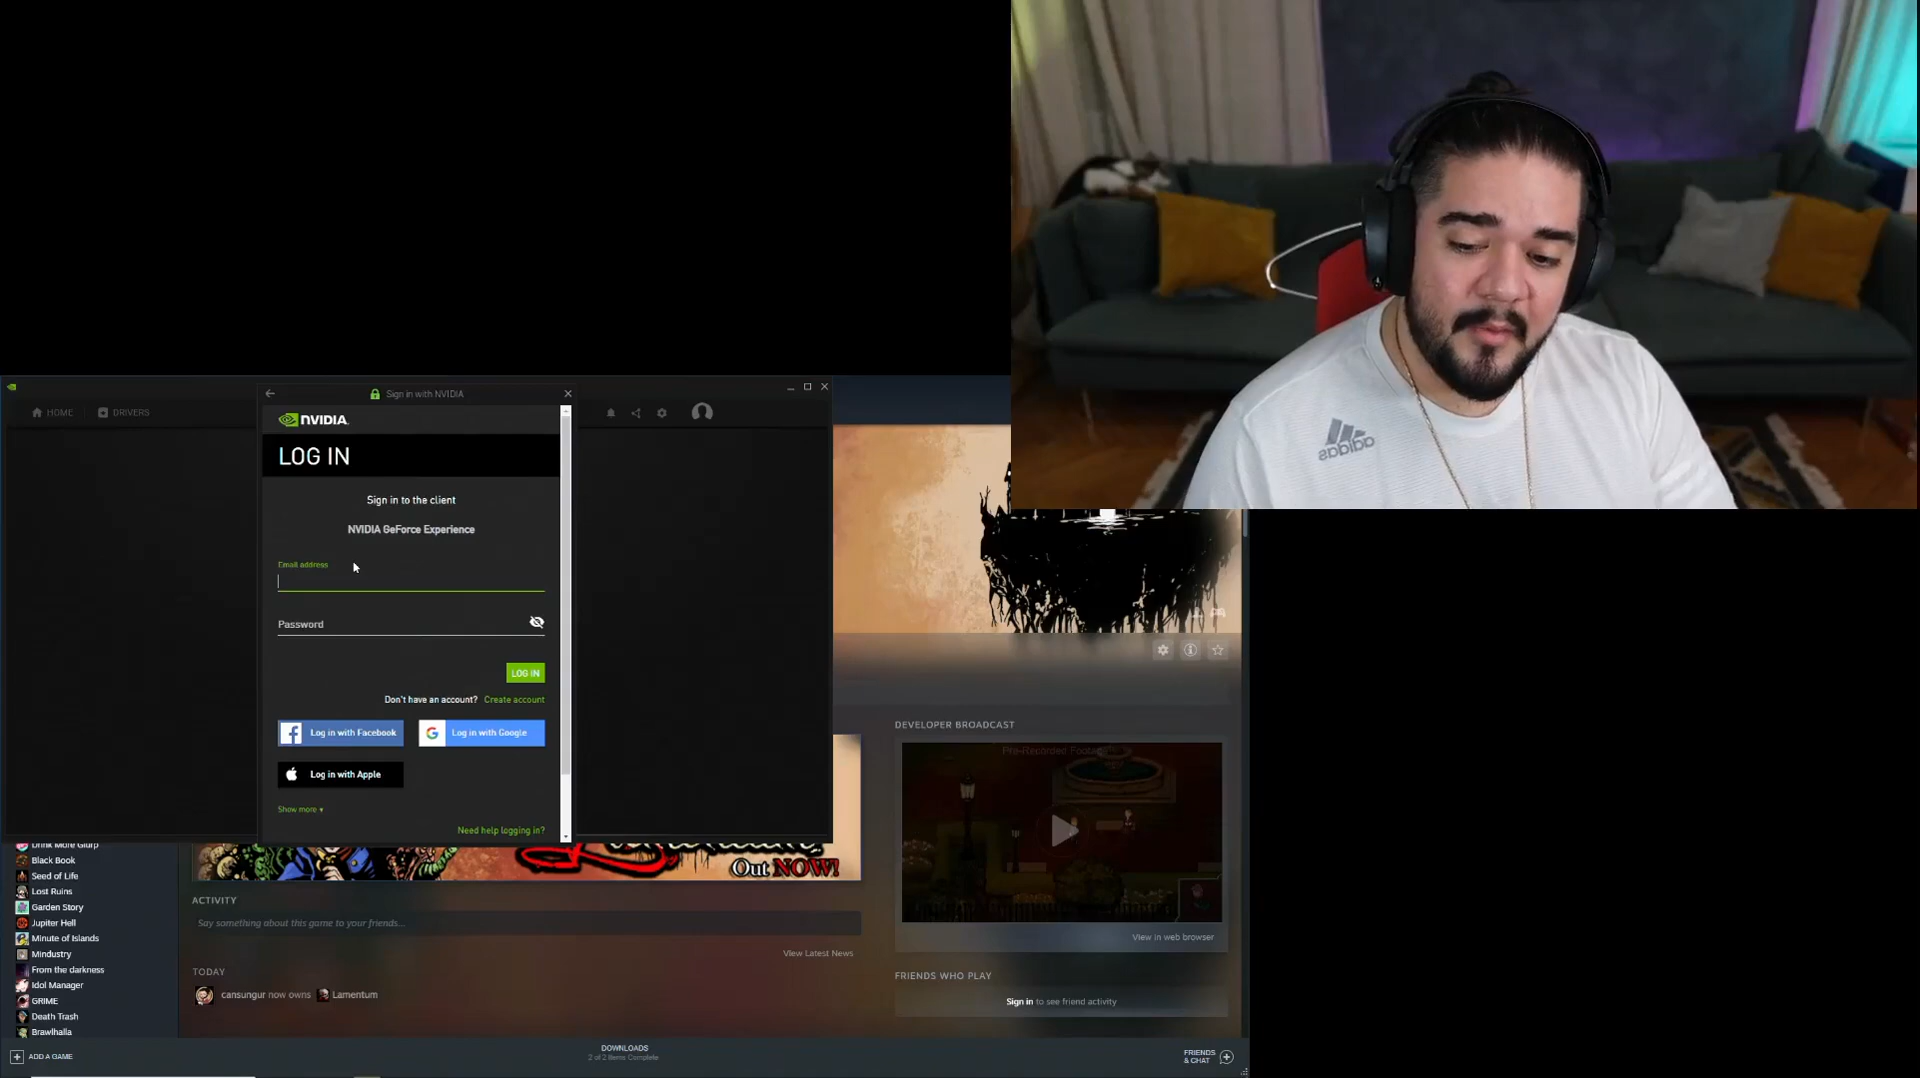 Sign in with NVIDIA
HOME
DRIVERS
NVIDIA.
LOG IN
Sign in to the client
NVIDIA GeForce Experience
Email address
Password
LOG IN
Don't have an account? Create account
Log in with Facebook
Log in with Google
Log in with Apple
Show more
Need help logging in?
adidas
DEVELOPER BROADCAST
Pre-Recorded Footage
View in web browser
FRIENDS WHO PLAY
Sign in to see friend activity
Drink More Glurp
Black Book
Seed of Life
Lost Ruins
Garden Story
Jupiter Hell
Minute of Islands
Mindustry
From the darkness
Idol Manager
GRIME
Death Trash
Brawlhalla
Out NOW!
ACTIVITY
Say something about this game to your friends...
View Latest News
TODAY
cansungur now owns Lamentum
ADD A GAME
DOWNLOADS
2 of 2 Items Complete
FRIENDS
& CHAT